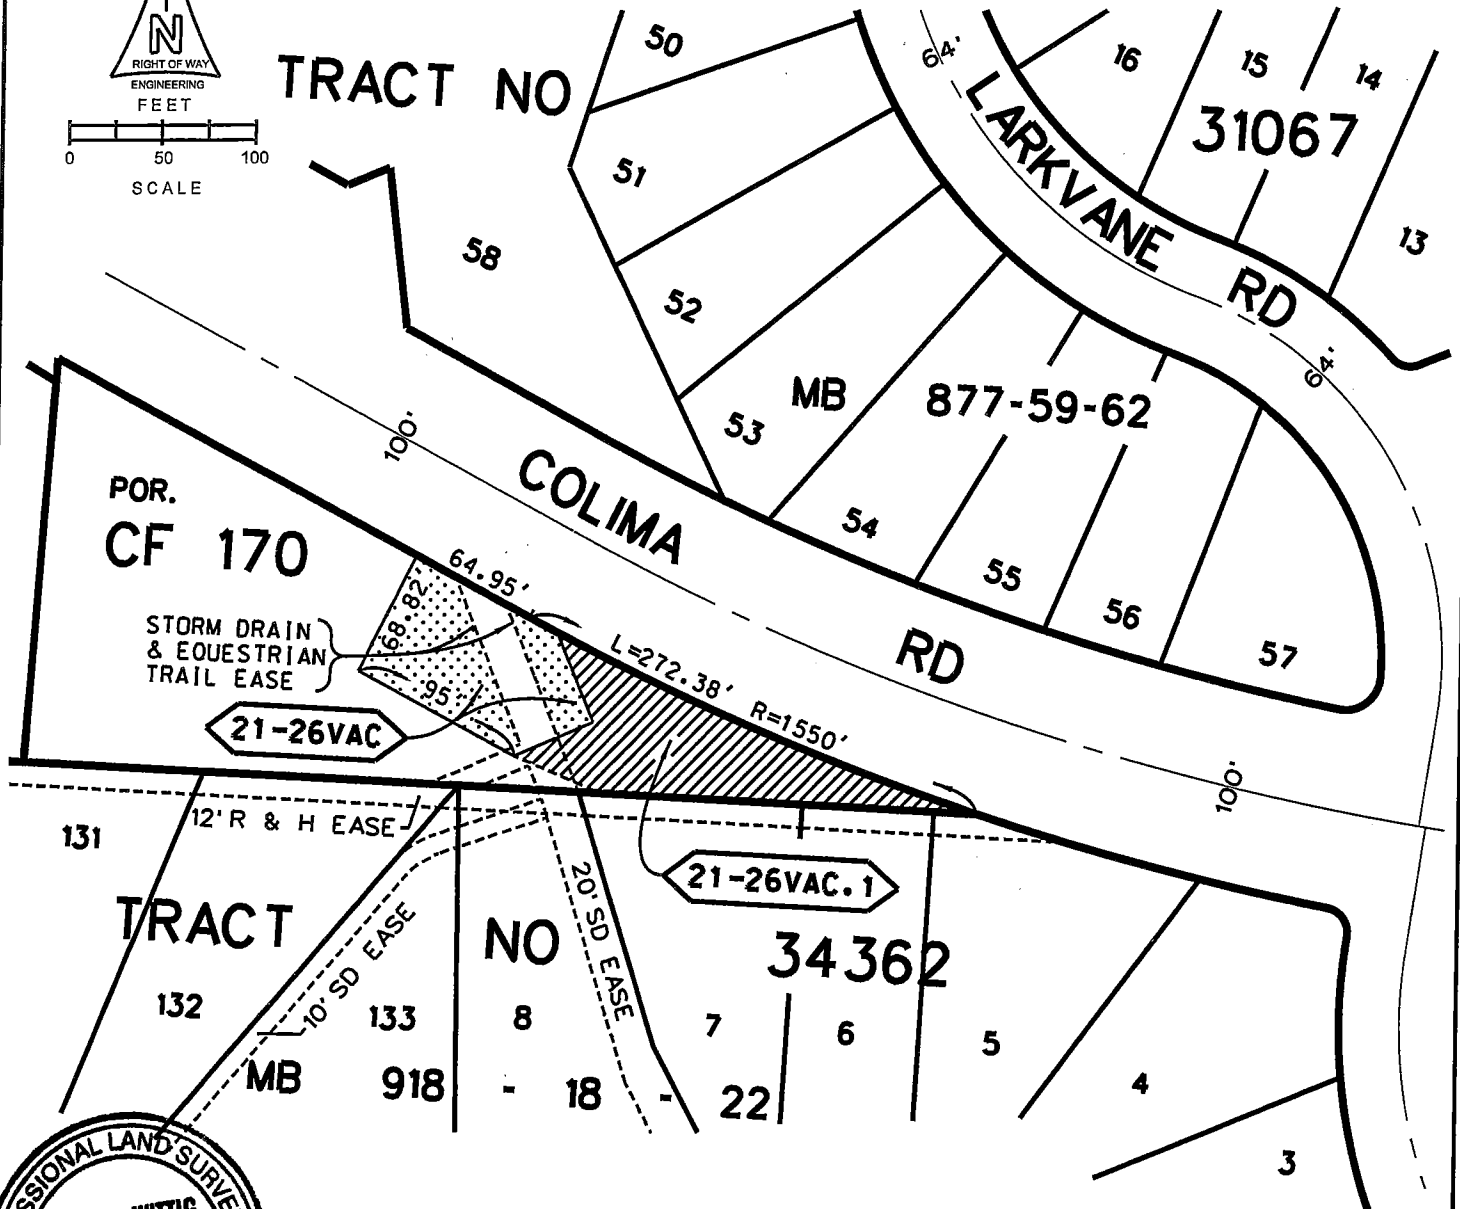 N
RIGHT OF WAY
ENGINEERING
FEET
0 50 100
SCALE
TRACT NO
31067
50
51
52
53
54
55
56
57
58
16
15
14
13
64'
LARKVANE RD
64'
MB 877-59-62
100'
COLIMA RD
100'
POR.
CF 170
64.95'
68.82'
95'
L=272.38' R=1550'
STORM DRAIN
& EQUESTRIAN
TRAIL EASE
21-26VAC
21-26VAC.1
12' R & H EASE
10' SD EASE
20' SD EASE
TRACT NO 34362
131
132
133
8
7
6
5
4
3
MB 918 - 18 - 22
SSIONAL LAND SURVE